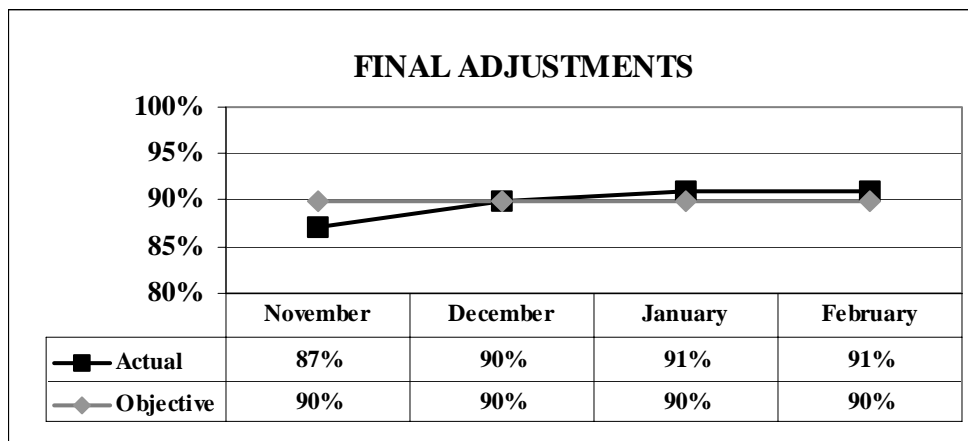 FINAL ADJUSTMENTS
100%
95%
90%
85%
80%
November December January February
Actual 87% 90% 91% 91%
Objective 90% 90% 90% 90%